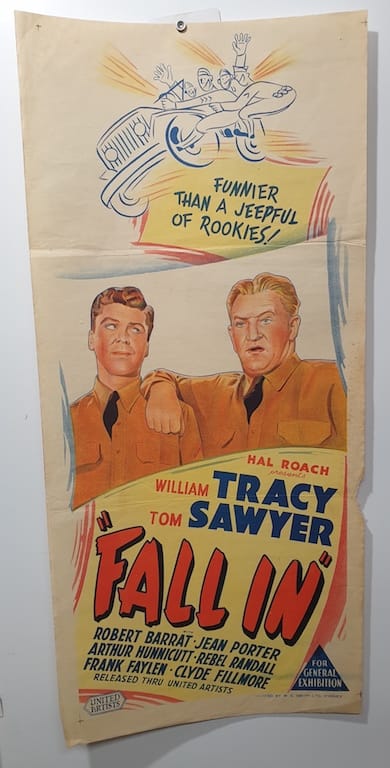 FUNNIER
THAN A JEEPFUL
OF ROOKIES!
HAL ROACH
presents
WILLIAM TRACY
TOM SAWYER
"FALL IN"
with
ROBERT BARRAT · JEAN PORTER
ARTHUR HUNNICUTT · REBEL RANDALL
FRANK FAYLEN · CLYDE FILLMORE
RELEASED THRU UNITED ARTISTS
UNITED
ARTISTS
FOR
GENERAL
EXHIBITION